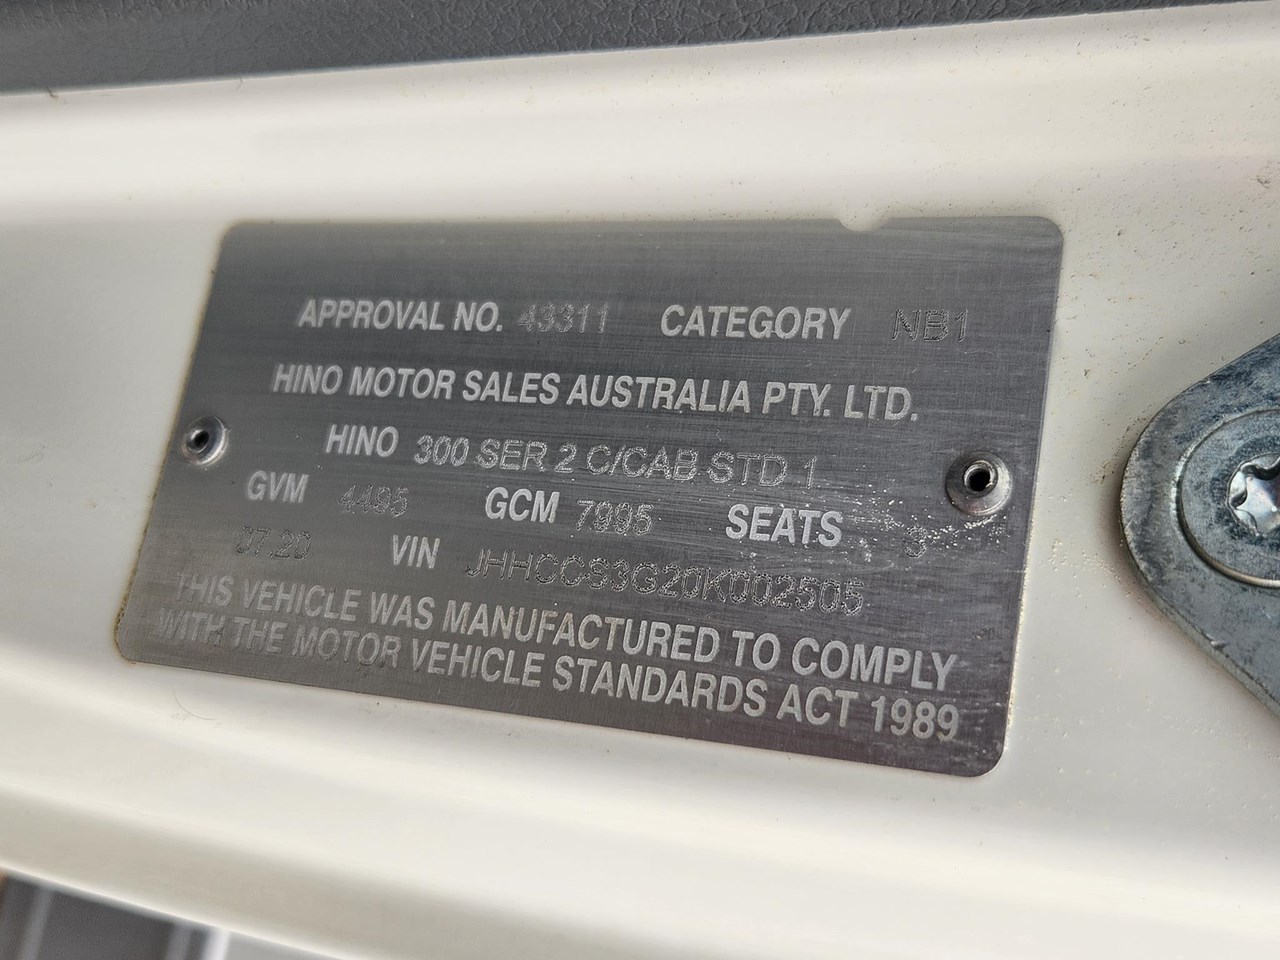 APPROVAL NO. 49311 CATEGORY NB1
HINO MOTOR SALES AUSTRALIA PTY. LTD.
HINO 300 SER 2 C/CAB STD 1
GVM 4495 GCM 7995 SEATS 3
07.20 VIN JHHCCS3G20K002505
THIS VEHICLE WAS MANUFACTURED TO COMPLY
WITH THE MOTOR VEHICLE STANDARDS ACT 1989